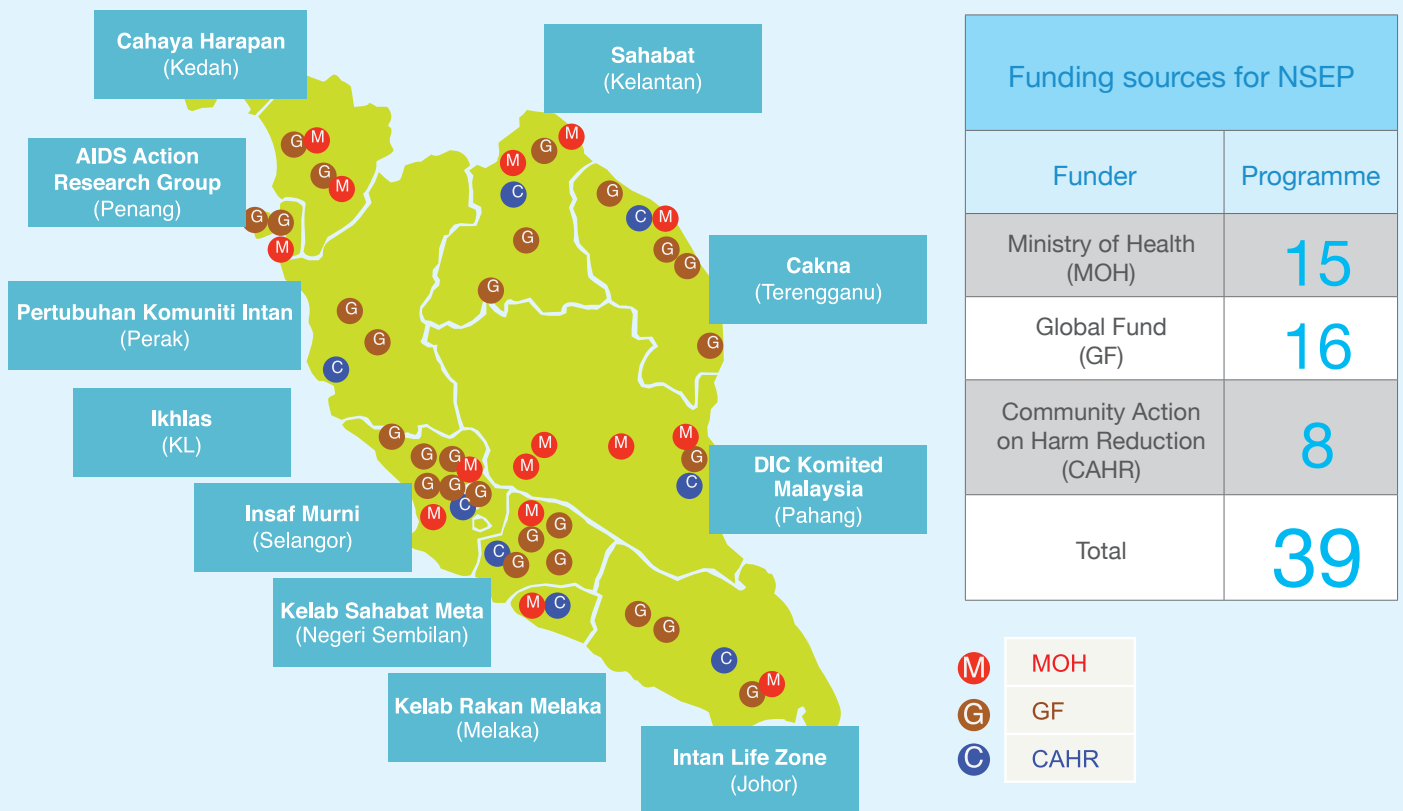 Cahaya Harapan
(Kedah)
Sahabat
(Kelantan)
AIDS Action
Research Group
(Penang)
Cakna
(Terengganu)
Pertubuhan Komuniti Intan
(Perak)
Ikhlas
(KL)
DIC Komited
Malaysia
(Pahang)
Insaf Murni
(Selangor)
Kelab Sahabat Meta
(Negeri Sembilan)
Kelab Rakan Melaka
(Melaka)
Intan Life Zone
(Johor)
G M
G M
G G
M
G
G
C
M G M
C
G
G
G
C M
G
G
G
M
M
M
M
G
C
G
G G M
G G G
M C
M G
G
C G G
M C
G
G
C
G M
Funding sources for NSEP
Funder Programme
Ministry of Health
(MOH) 15
Global Fund
(GF) 16
Community Action
on Harm Reduction
(CAHR) 8
Total 39
M MOH
G GF
C CAHR